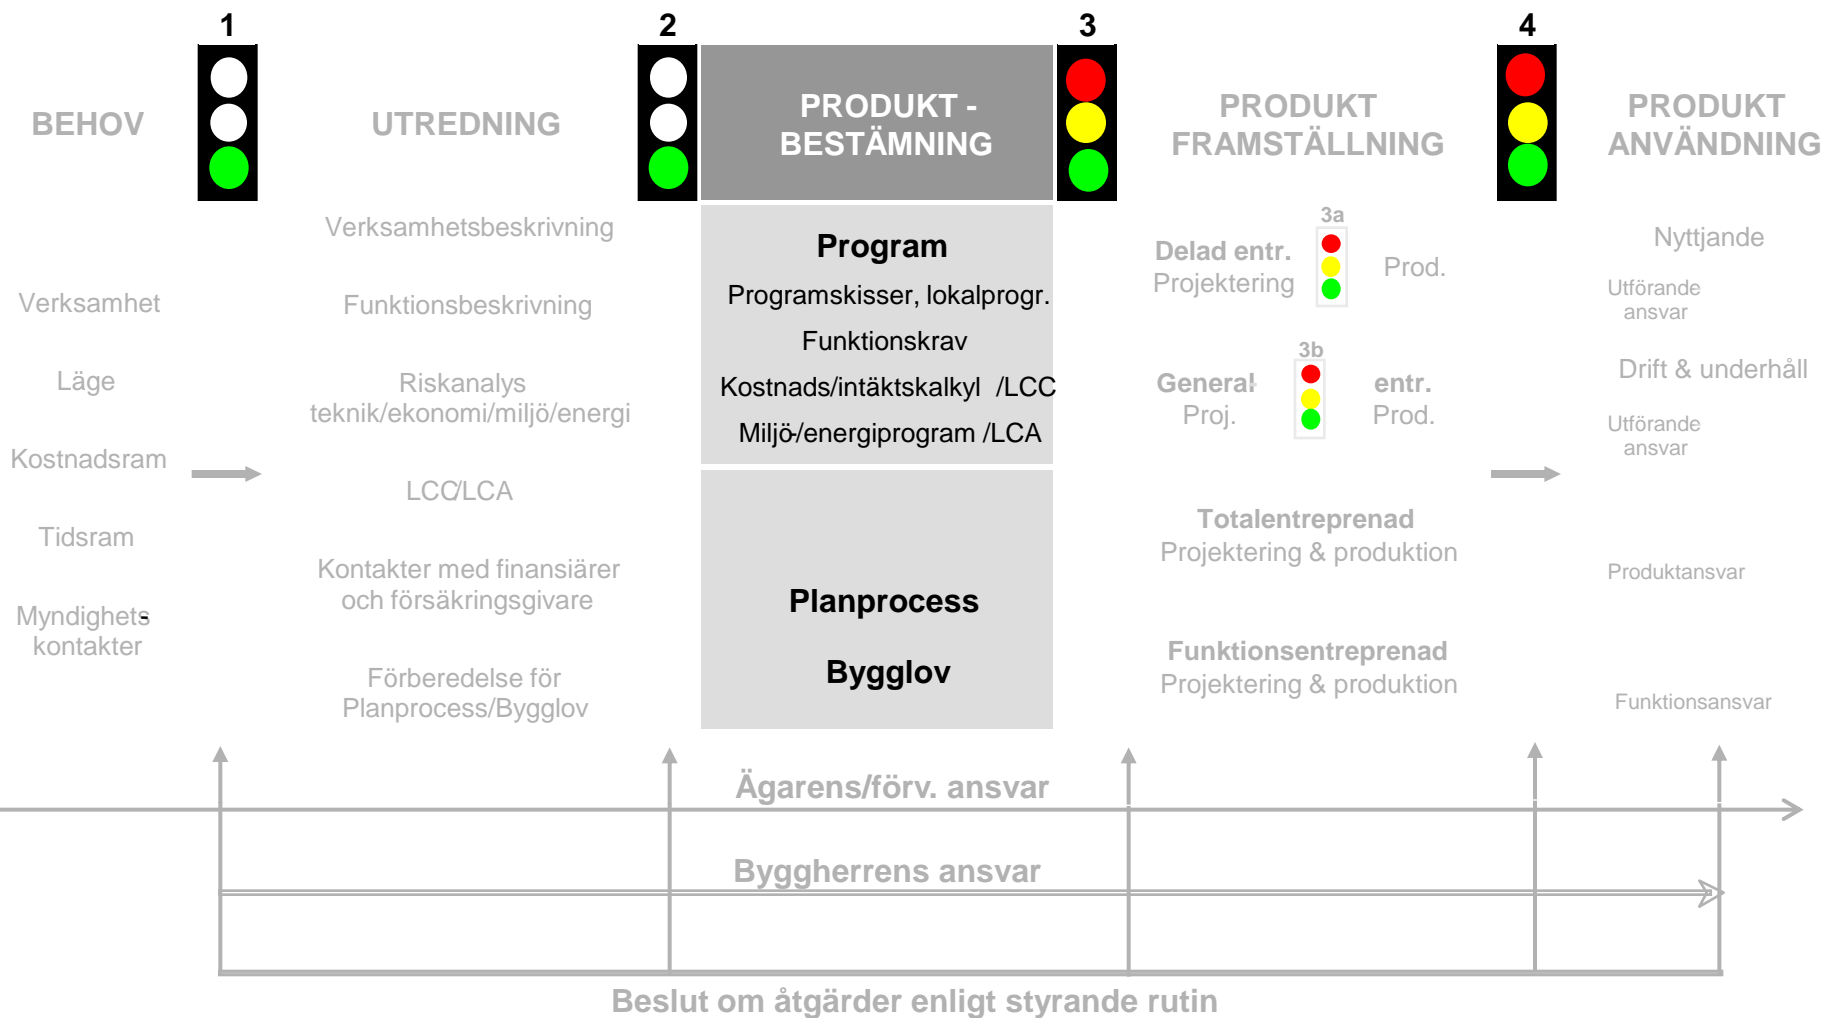 1
2
3
4
BEHOV
UTREDNING
PRODUKT -
BESTÄMNING
PRODUKT
FRAMSTÄLLNING
PRODUKT
ANVÄNDNING
Verksamhet
Läge
Kostnadsram
Tidsram
Myndighets-
kontakter
Verksamhetsbeskrivning
Funktionsbeskrivning
Riskanalys
teknik/ekonomi/miljö/energi
LCC/LCA
Kontakter med finansiärer
och försäkringsgivare
Förberedelse för
Planprocess/Bygglov
Program
Programskisser, lokalprogr.
Funktionskrav
Kostnads/intäktskalkyl /LCC
Miljö-/energiprogram /LCA
Planprocess
Bygglov
3a
Delad entr.
Projektering
Prod.
3b
General- entr.
Proj. Prod.
Totalentreprenad
Projektering & produktion
Funktionsentreprenad
Projektering & produktion
Nyttjande
Utförande
ansvar
Drift & underhåll
Utförande
ansvar
Produktansvar
Funktionsansvar
Ägarens/förv. ansvar
Byggherrens ansvar
Beslut om åtgärder enligt styrande rutin